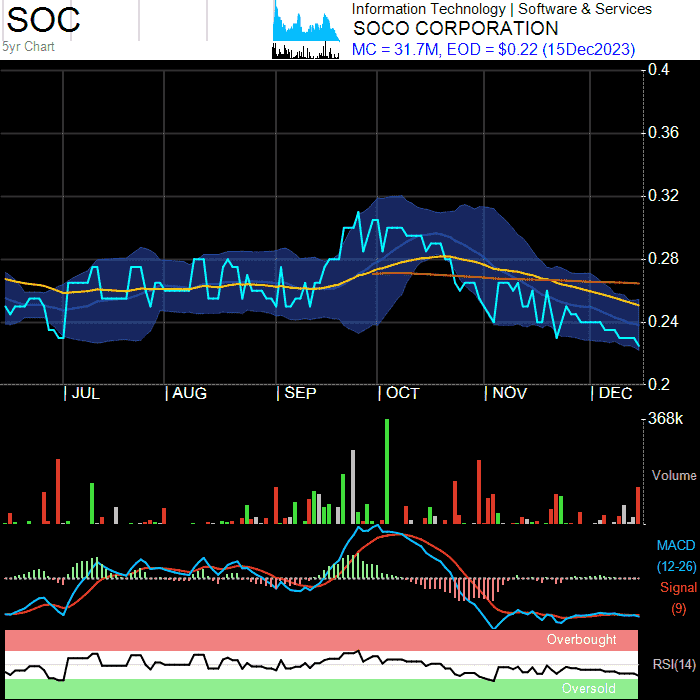 SOC
5yr Chart
Information Technology | Software & Services
SOCO CORPORATION
MC = 31.7M, EOD = $0.22 (15Dec2023)
0.4
0.36
0.32
0.28
0.24
0.2
JUL AUG SEP OCT NOV DEC
368k
Volume
MACD
(12-26)
Signal
(9)
Overbought
RSI(14)
Oversold